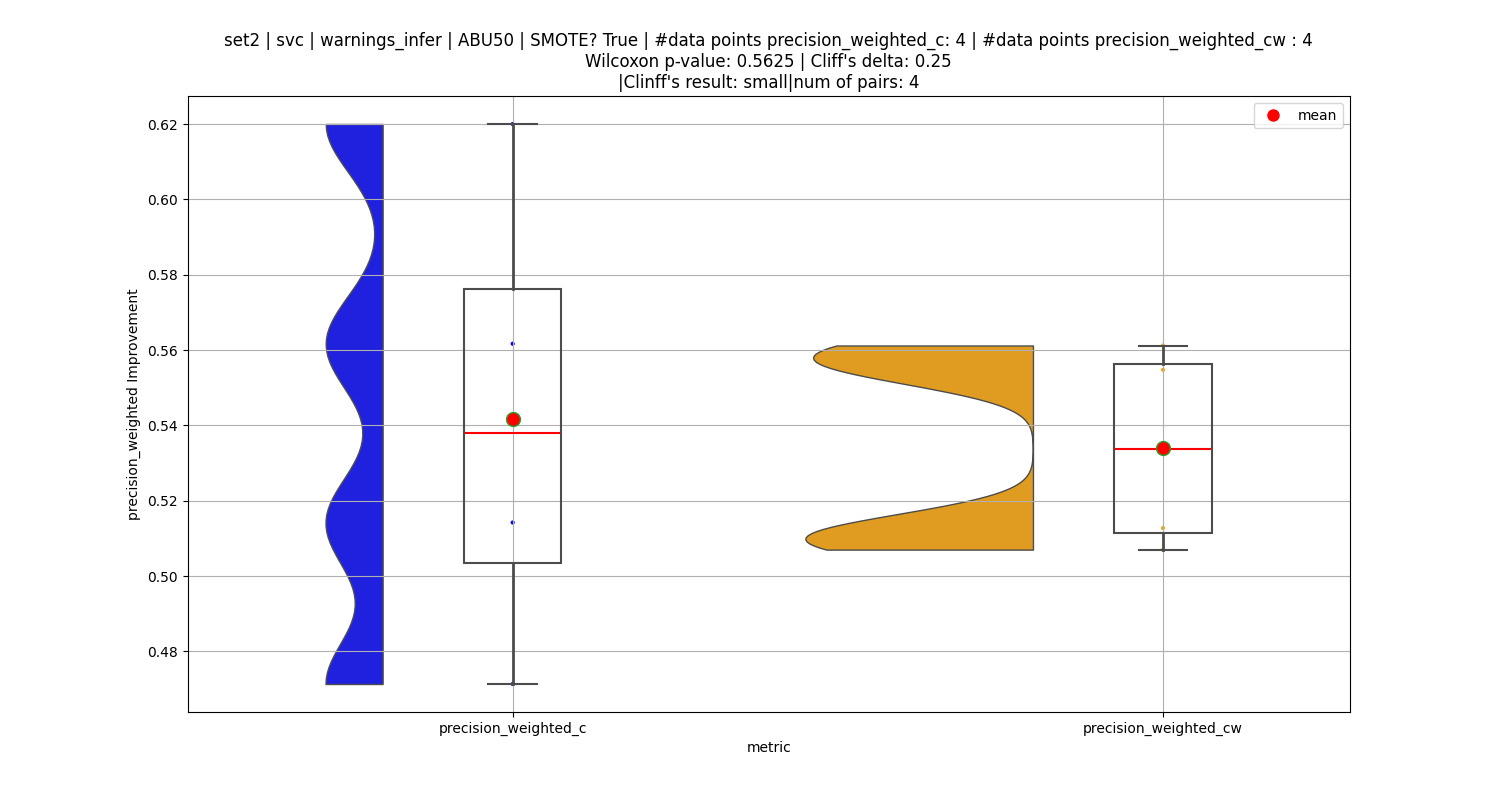 set2 | svc | warnings_infer | ABU50 | SMOTE? True | #data points precision_weighted_c: 4 | #data points precision_weighted_cw : 4
Wilcoxon p-value: 0.5625 | Cliff's delta: 0.25
|Clinff's result: small|num of pairs: 4
mean
0.62
0.60
0.58
0.56
0.54
0.52
0.50
0.48
precision_weighted Improvement
precision_weighted_c
precision_weighted_cw
metric